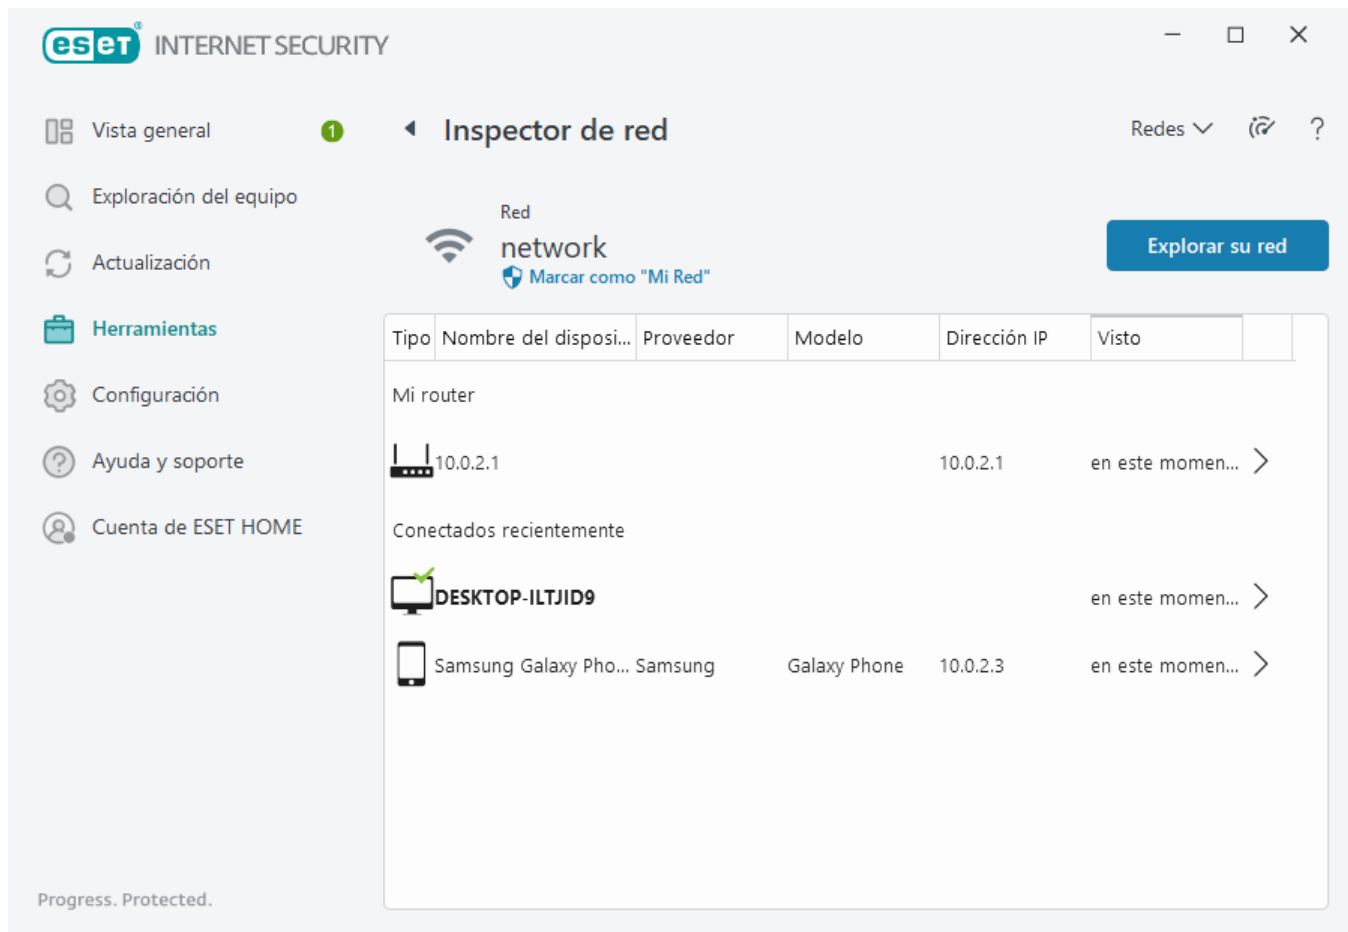 eset® INTERNET SECURITY
Vista general 1
Exploración del equipo
Actualización
Herramientas
Configuración
Ayuda y soporte
Cuenta de ESET HOME
Progress. Protected.
Inspector de red
Redes
?
Red
network
Marcar como "Mi Red"
Explorar su red
Tipo Nombre del disposi... Proveedor Modelo Dirección IP Visto
Mi router
10.0.2.1 10.0.2.1 en este momen...
Conectados recientemente
DESKTOP-ILTJID9 en este momen...
Samsung Galaxy Pho... Samsung Galaxy Phone 10.0.2.3 en este momen...